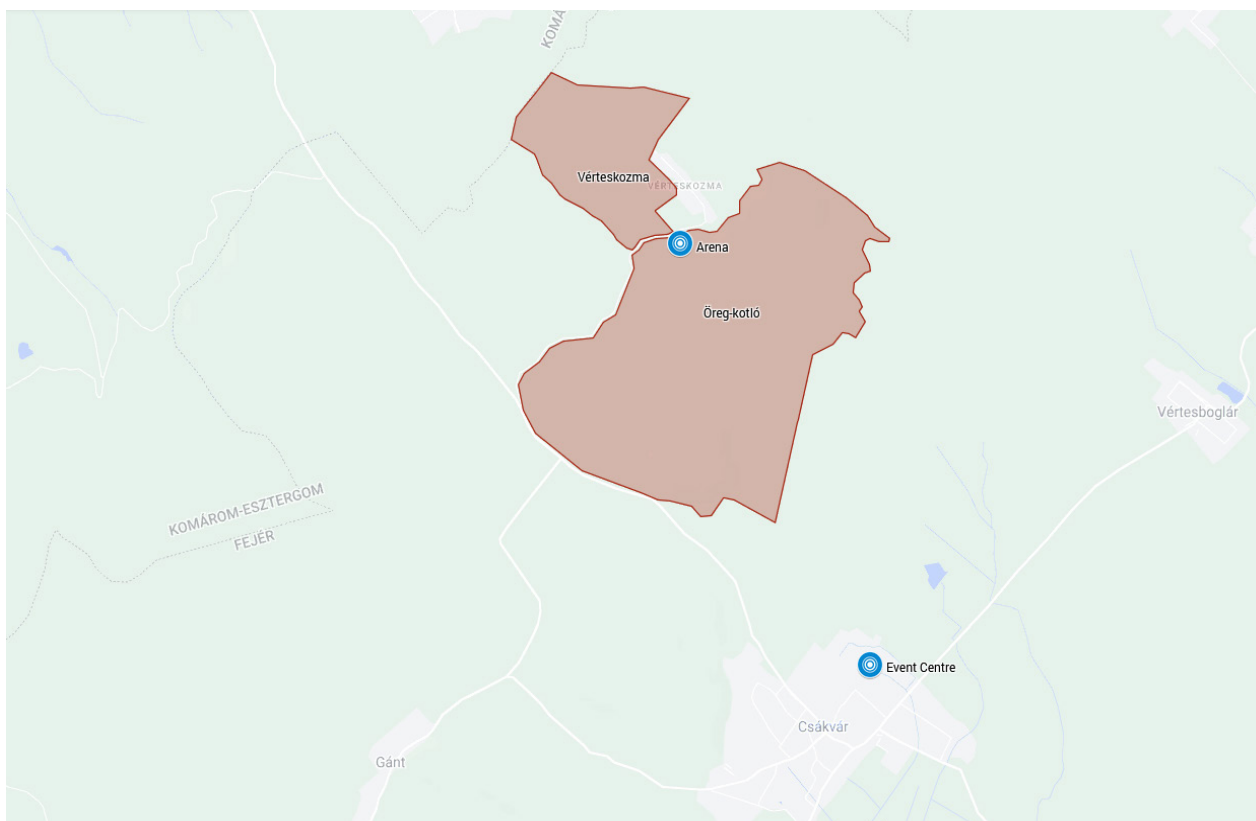 KOMÁ
Vérteskozma
VÉRTESKOZMA
Arena
Öreg-kotló
Vértesboglár
KOMÁROM-ESZTERGOM
FEJÉR
Event Centre
Csákvár
Gánt